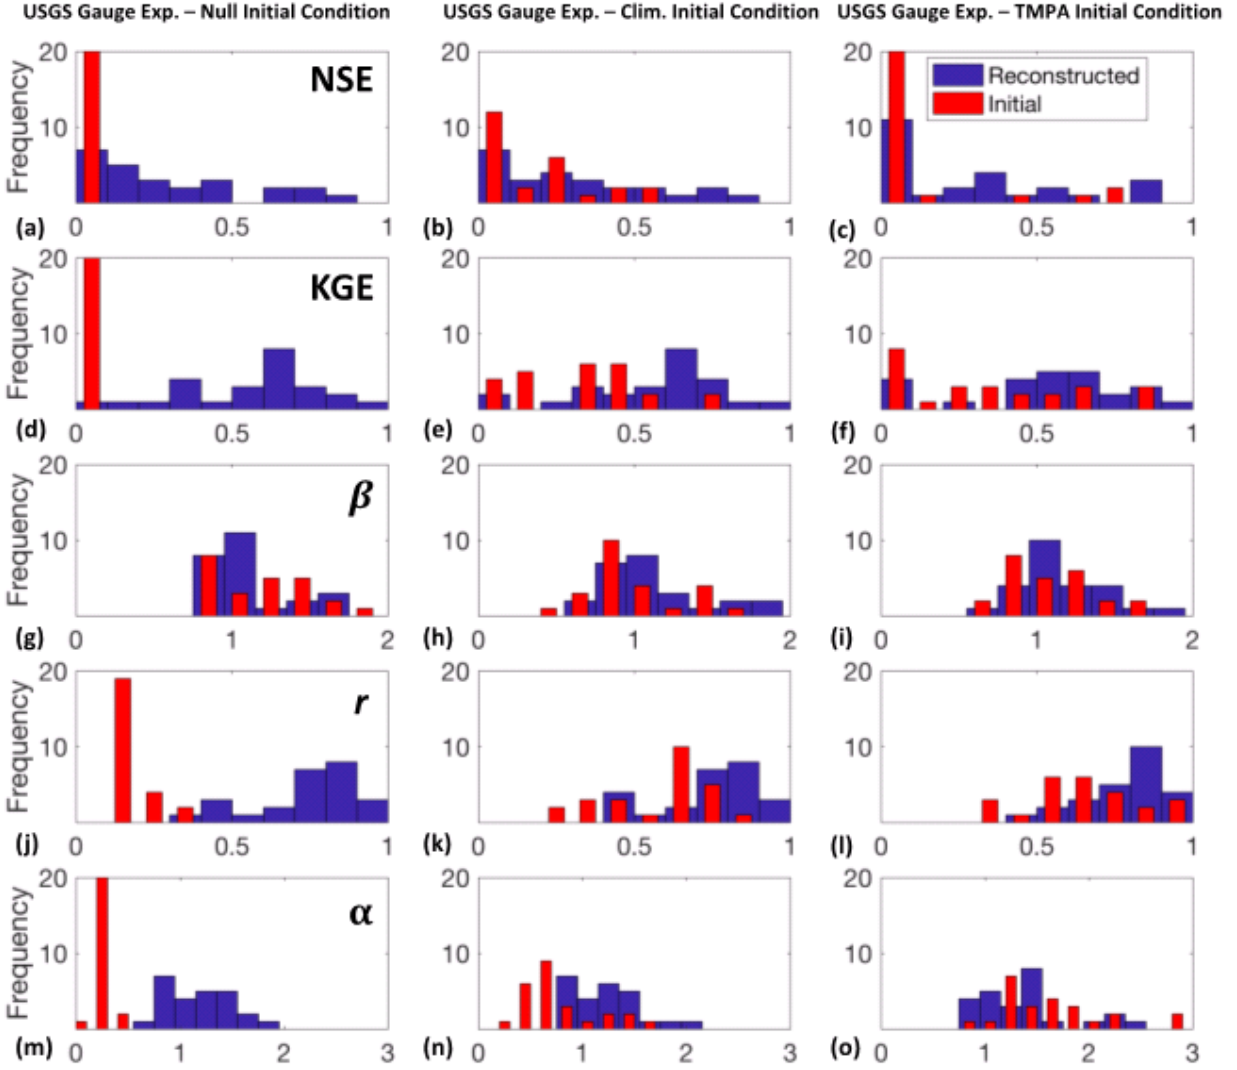 USGS Gauge Exp. – Null Initial Condition
USGS Gauge Exp. – Clim. Initial Condition
USGS Gauge Exp. – TMPA Initial Condition
Frequency
20
10
NSE
0
0.5
1
(a)
20
10
0
0.5
1
(b)
20
10
Reconstructed
Initial
0
0.5
1
(c)
Frequency
20
10
KGE
0
0.5
1
(d)
20
10
0
0.5
1
(e)
20
10
0
0.5
1
(f)
Frequency
20
10
β
0
1
2
(g)
20
10
0
1
2
(h)
20
10
0
1
2
(i)
Frequency
20
10
r
0
0.5
1
(j)
20
10
0
0.5
1
(k)
20
10
0
0.5
1
(l)
Frequency
20
10
α
0
1
2
3
(m)
20
10
0
1
2
3
(n)
20
10
0
1
2
3
(o)